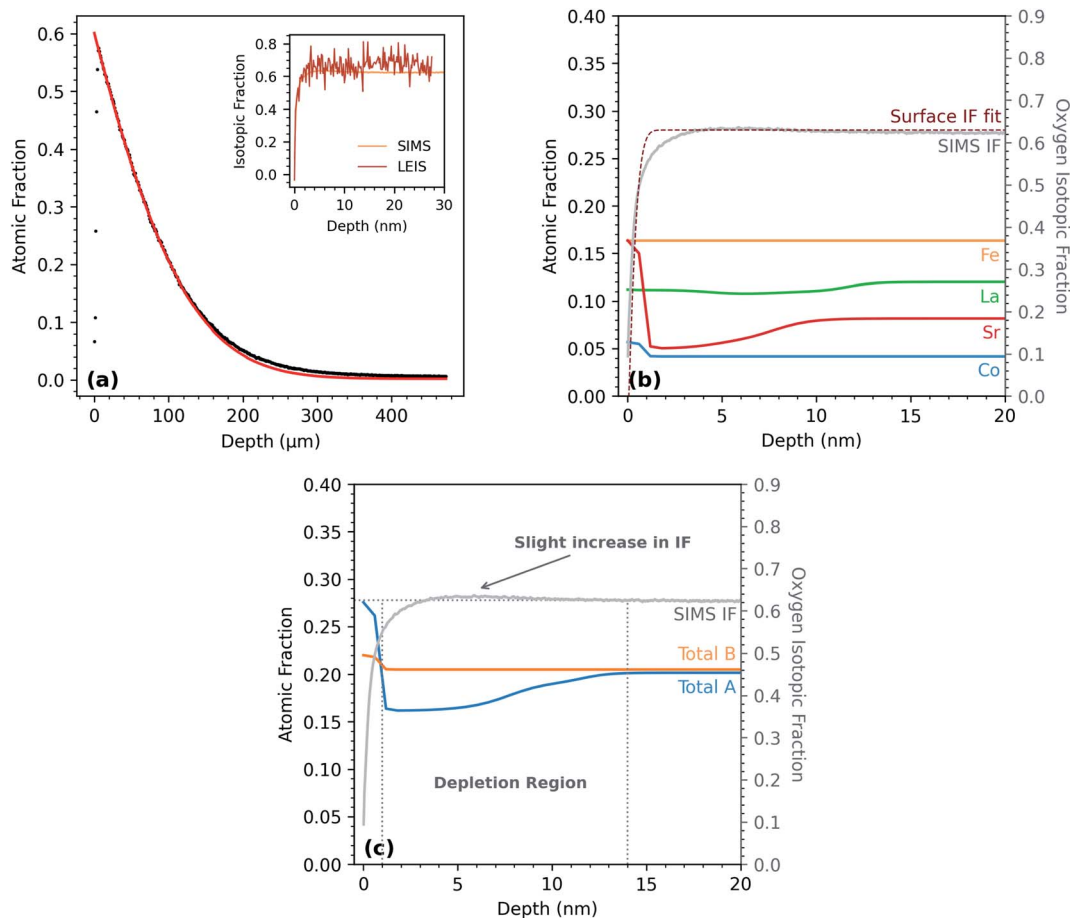 Atomic Fraction
0.6
0.5
0.4
0.3
0.2
0.1
0.0
0
100
200
300
400
Depth (µm)
(a)
Isotopic Fraction
0.8
0.6
0.4
0.2
0.0
0
10
20
30
Depth (nm)
SIMS
LEIS
Atomic Fraction
0.40
0.35
0.30
0.25
0.20
0.15
0.10
0.05
0.00
0
5
10
15
20
Depth (nm)
(b)
Surface IF fit
SIMS IF
Fe
La
Sr
Co
0.9
0.8
0.7
0.6
0.5
0.4
0.3
0.2
0.1
0.0
Oxygen Isotopic Fraction
Atomic Fraction
0.40
0.35
0.30
0.25
0.20
0.15
0.10
0.05
0.00
0
5
10
15
20
Depth (nm)
(c)
Slight increase in IF
SIMS IF
Total B
Total A
Depletion Region
0.9
0.8
0.7
0.6
0.5
0.4
0.3
0.2
0.1
0.0
Oxygen Isotopic Fraction